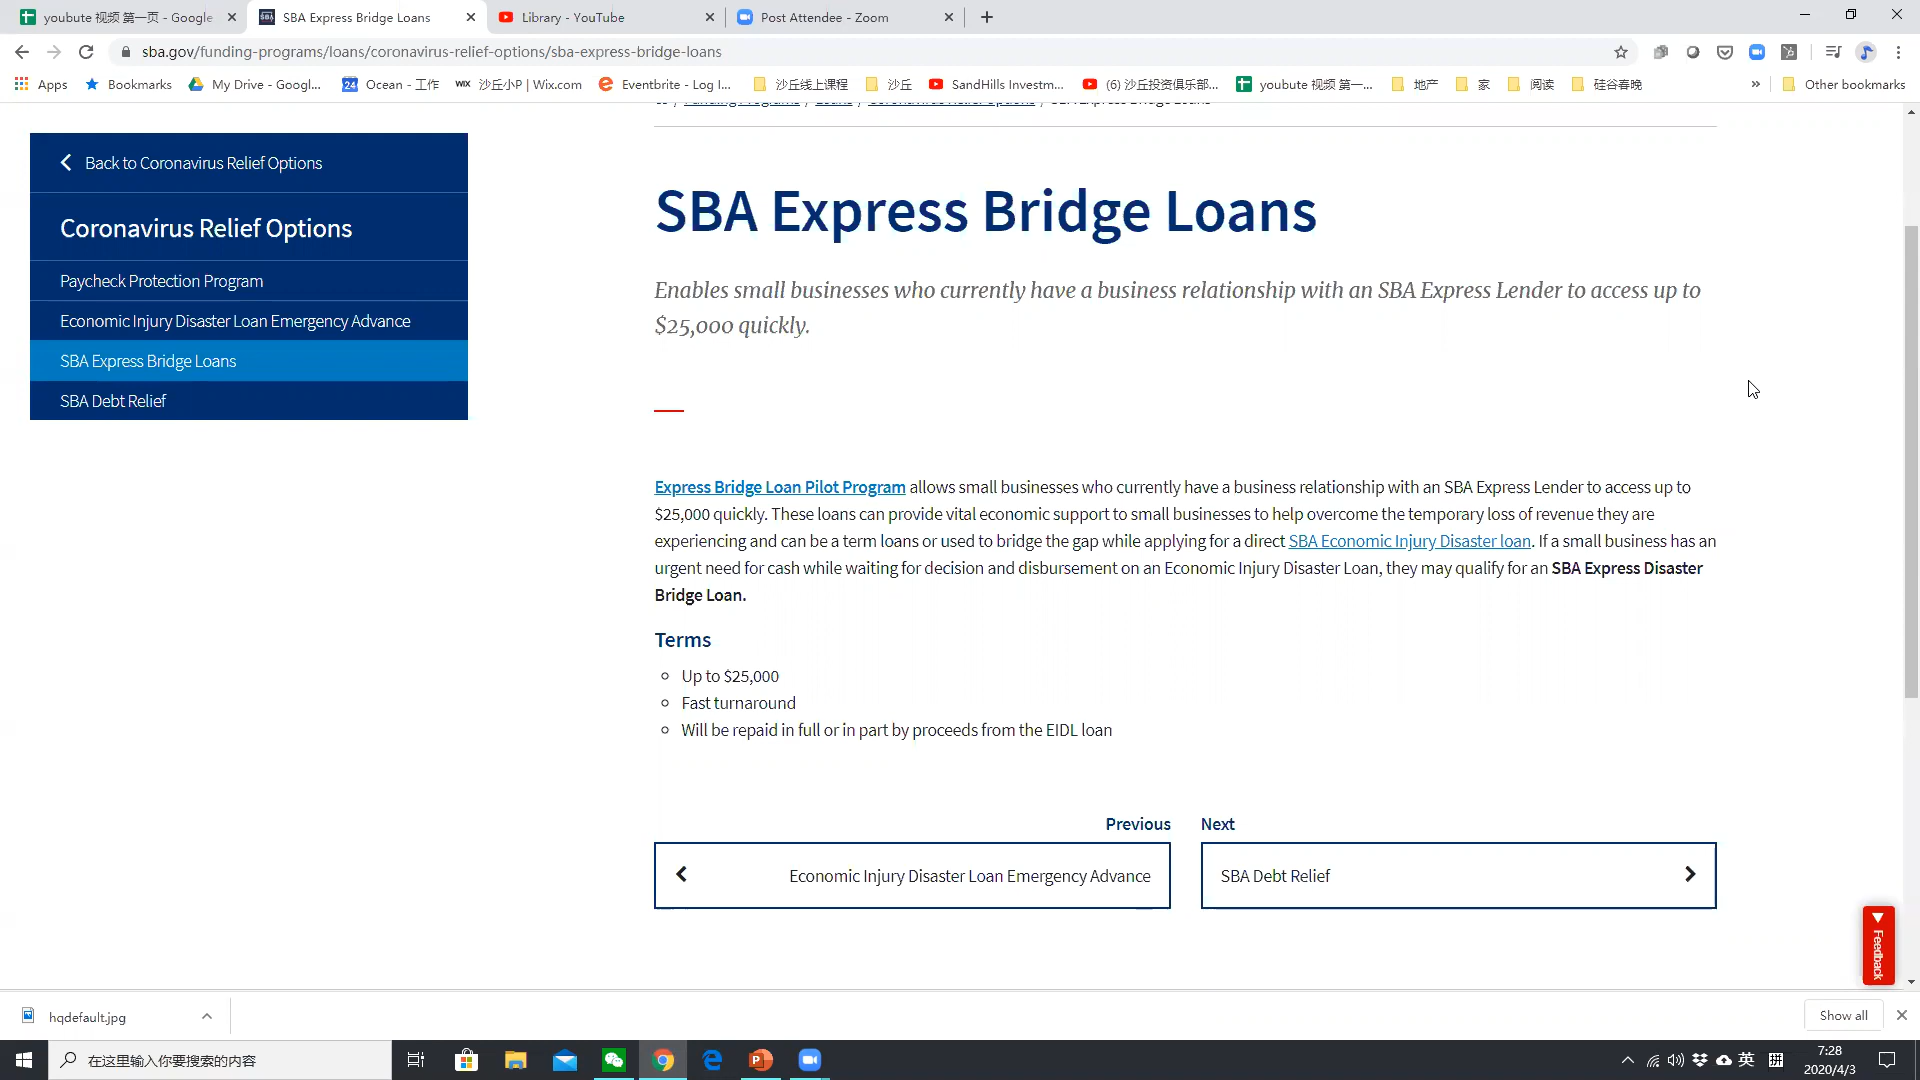 youbute 视频 第一页 - Google
SBA Express Bridge Loans
Library - YouTube
Post Attendee - Zoom
sba.gov/funding-programs/loans/coronavirus-relief-options/sba-express-bridge-loans
Apps
Bookmarks
My Drive - Googl...
24
Ocean - 工作
WIX
沙丘小P | Wix.com
Eventbrite - Log I...
沙丘线上课程
沙丘
SandHills Investm...
(6) 沙丘投资俱乐部...
youbute 视频 第一...
地产
家
阅读
硅谷春晚
»
Other bookmarks
/ Funding Programs / Loans / Coronavirus Relief Options / SBA Express Bridge Loans
Back to Coronavirus Relief Options
Coronavirus Relief Options
Paycheck Protection Program
Economic Injury Disaster Loan Emergency Advance
SBA Express Bridge Loans
SBA Debt Relief
SBA Express Bridge Loans
Enables small businesses who currently have a business relationship with an SBA Express Lender to access up to
$25,000 quickly.
Express Bridge Loan Pilot Program allows small businesses who currently have a business relationship with an SBA Express Lender to access up to
$25,000 quickly. These loans can provide vital economic support to small businesses to help overcome the temporary loss of revenue they are
experiencing and can be a term loans or used to bridge the gap while applying for a direct SBA Economic Injury Disaster loan. If a small business has an
urgent need for cash while waiting for decision and disbursement on an Economic Injury Disaster Loan, they may qualify for an SBA Express Disaster
Bridge Loan.
Terms
Up to $25,000
Fast turnaround
Will be repaid in full or in part by proceeds from the EIDL loan
Previous
Next
Economic Injury Disaster Loan Emergency Advance
SBA Debt Relief
Feedback
hqdefault.jpg
Show all
在这里输入你要搜索的内容
英
拼
7:28
2020/4/3